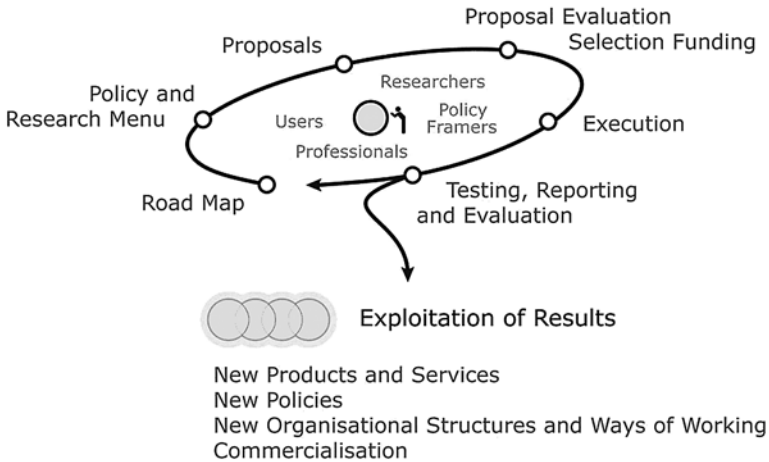 Proposal Evaluation
Selection Funding
Proposals
Researchers
Policy and
Research Menu
Users
Policy
Framers
Execution
Professionals
Road Map
Testing, Reporting
and Evaluation
Exploitation of Results
New Products and Services
New Policies
New Organisational Structures and Ways of Working
Commercialisation